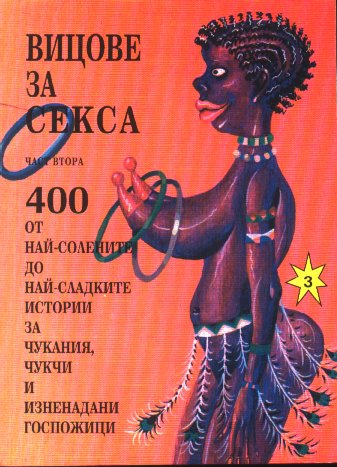 ВИЦОВЕ
ЗА
СЕКСА
ЧАСТ ВТОРА
400
ОТ
НАЙ-СОЛЕНИТЕ
ДО
НАЙ-СЛАДКИТЕ
ИСТОРИИ
ЗА
ЧУКАНИЯ,
ЧУКЧИ
И
ИЗНЕНАДАНИ
ГОСПОЖИЦИ
3